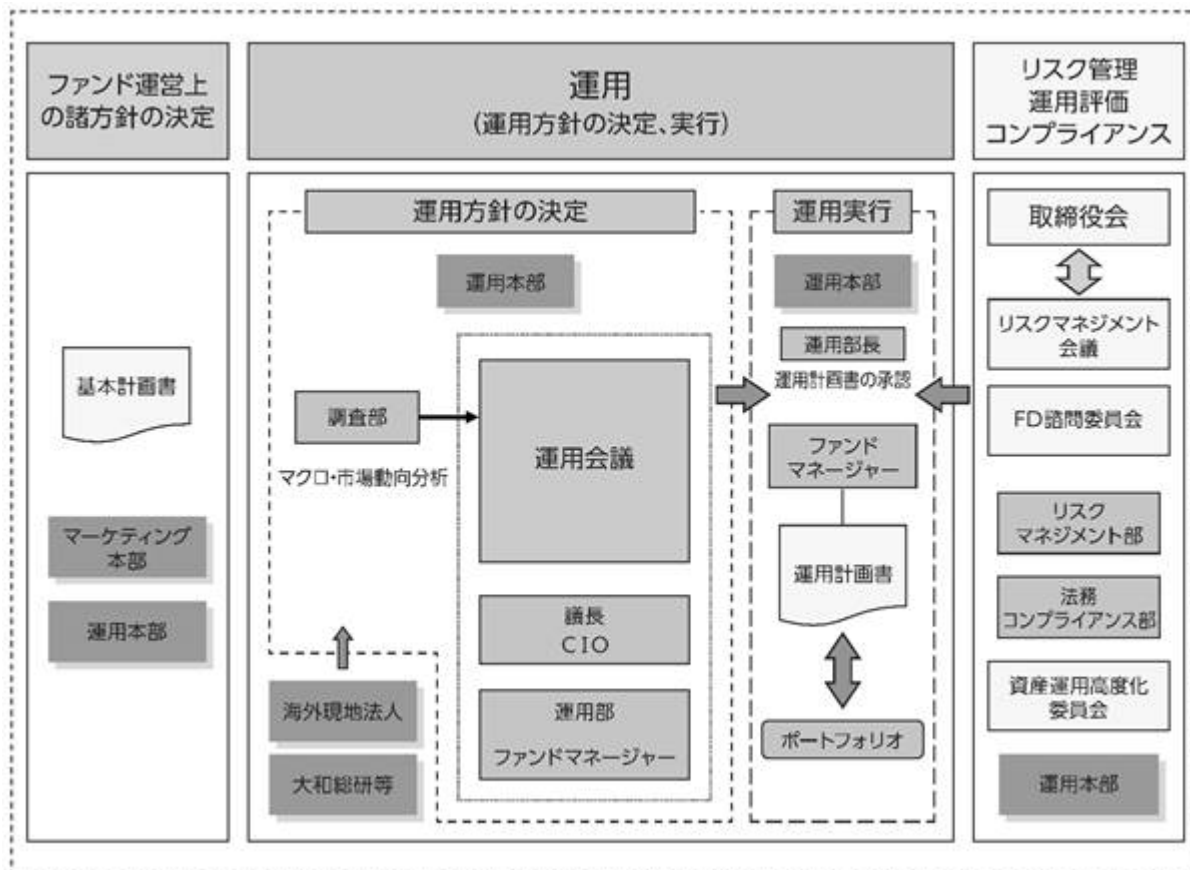 ファンド運営上
の諸方針の決定
運用
(運用方針の決定、実行)
リスク管理
運用評価
コンプライアンス
基本計画書
マーケティング
本部
運用本部
運用方針の決定
運用本部
調査部
マクロ・市場動向分析
運用会議
議長
CIO
運用部
ファンドマネージャー
海外現地法人
大和総研等
運用実行
運用本部
運用部長
運用計画書の承認
ファンド
マネージャー
運用計画書
ポートフォリオ
取締役会
リスクマネジメント
会議
FD諮問委員会
リスク
マネジメント部
法務
コンプライアンス部
資産運用高度化
委員会
運用本部